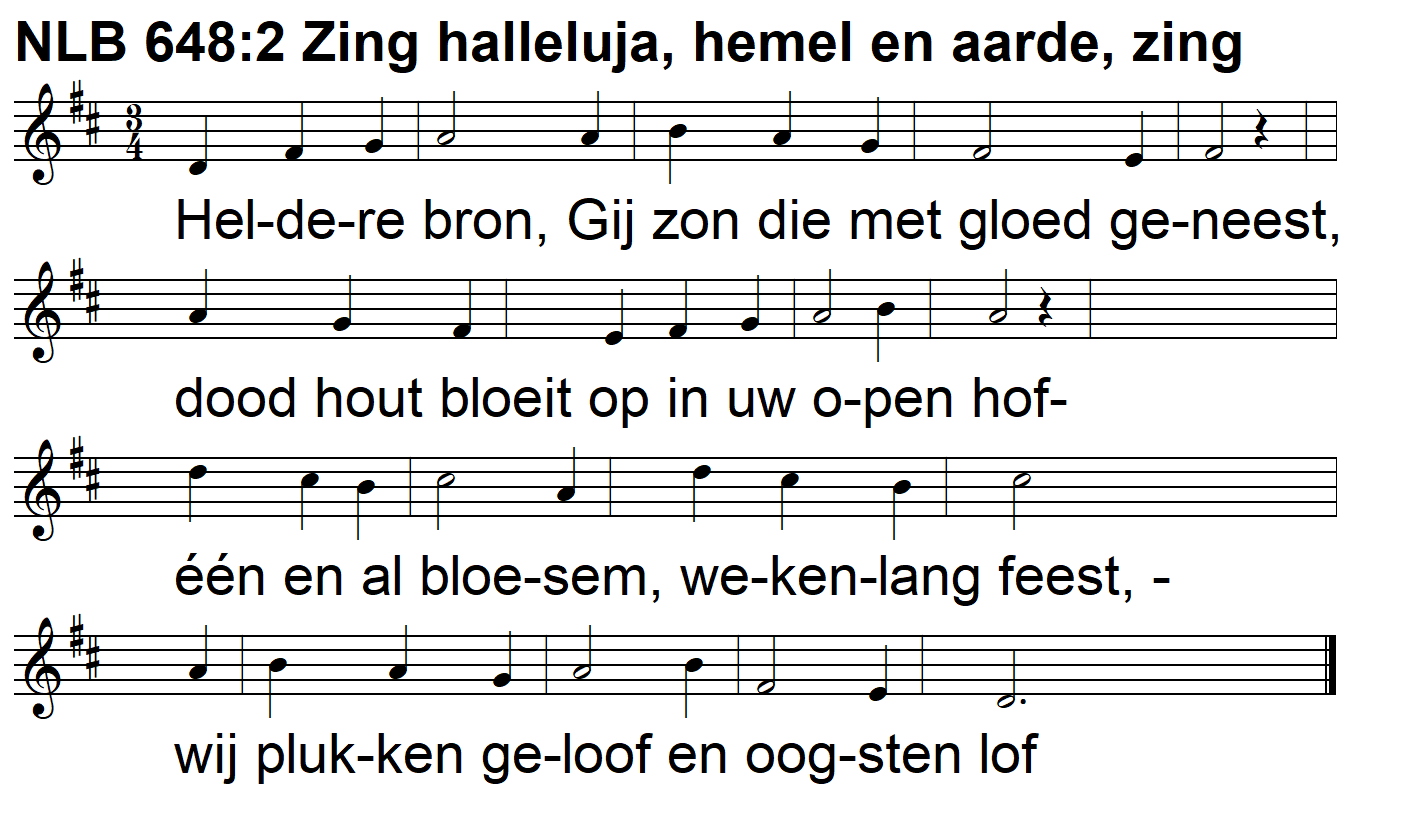 NLB 648:2 Zing halleluja, hemel en aarde, zing
3
4
Hel-de-re bron, Gij zon die met gloed ge-neest,
dood hout bloeit op in uw o-pen hof-
één en al bloe-sem, we-ken-lang feest, -
wij pluk-ken ge-loof en oog-sten lof